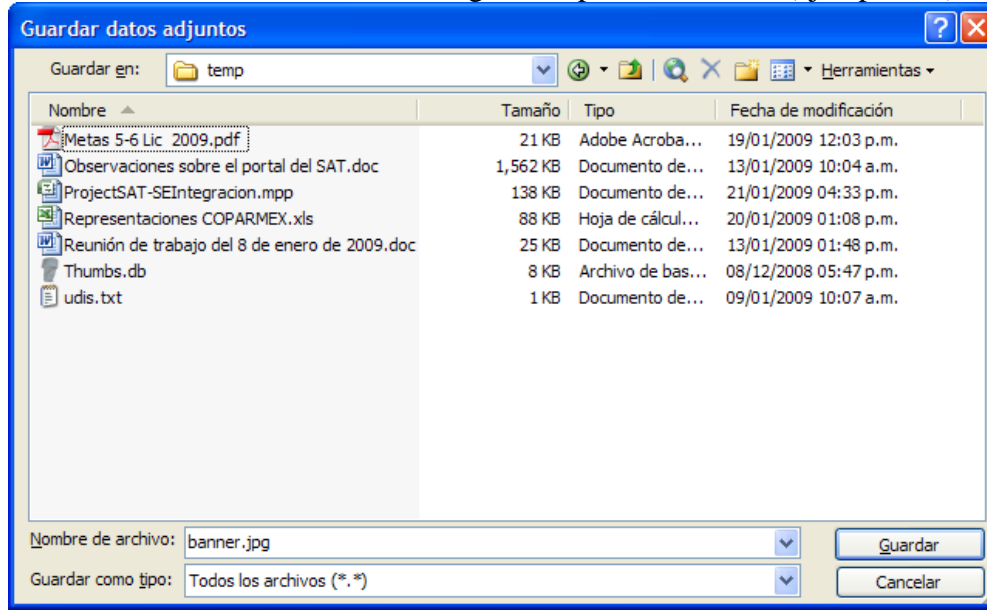 Guardar datos adjuntos
Guardar en: temp Herramientas
Nombre Tamaño Tipo Fecha de modificación
Metas 5-6 Lic 2009.pdf 21 KB Adobe Acroba... 19/01/2009 12:03 p.m.
Observaciones sobre el portal del SAT.doc 1,562 KB Documento de... 13/01/2009 10:04 a.m.
ProjectSAT-SEIntegracion.mpp 138 KB Documento de... 21/01/2009 04:33 p.m.
Representaciones COPARMEX.xls 88 KB Hoja de cálcul... 20/01/2009 01:08 p.m.
Reunión de trabajo del 8 de enero de 2009.doc 25 KB Documento de... 13/01/2009 01:48 p.m.
Thumbs.db 8 KB Archivo de bas... 08/12/2008 05:47 p.m.
udis.txt 1 KB Documento de... 09/01/2009 10:07 a.m.
Nombre de archivo: banner.jpg Guardar
Guardar como tipo: Todos los archivos (*.*) Cancelar